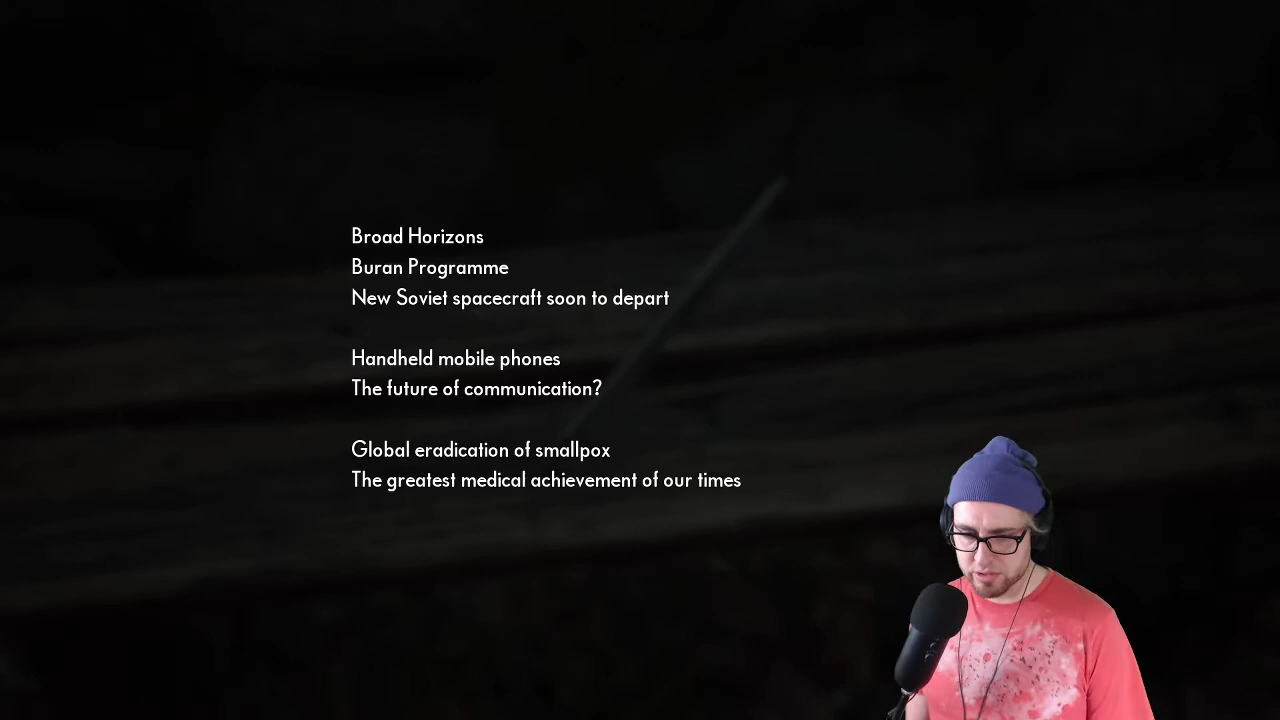 Broad Horizons
Buran Programme
New Soviet spacecraft soon to depart
Handheld mobile phones
The future of communication?
Global eradication of smallpox
The greatest medical achievement of our times